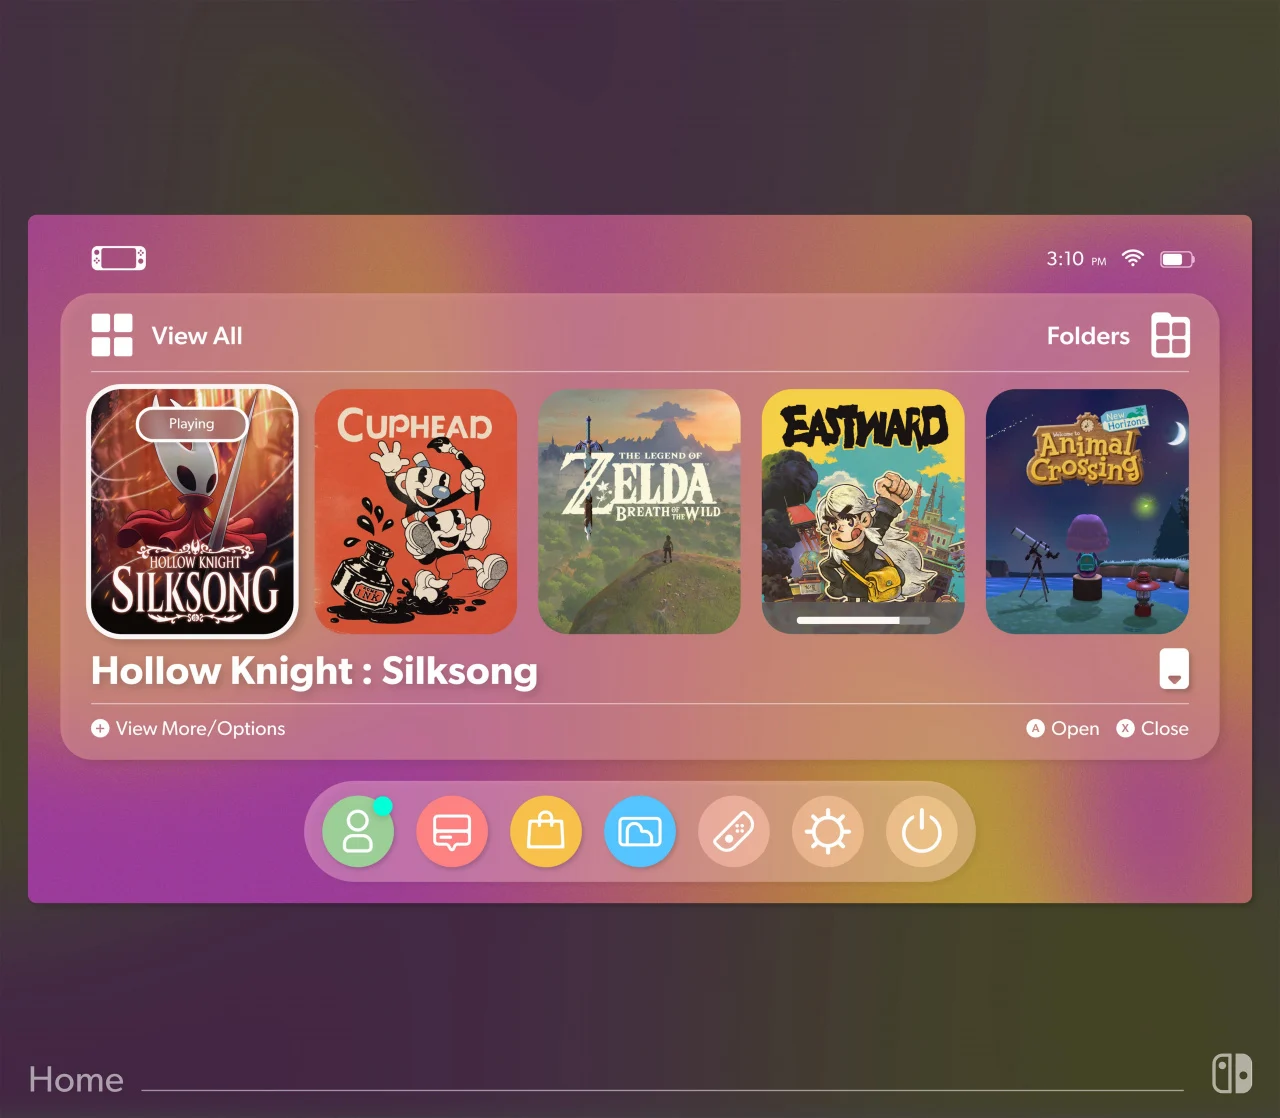 3:10 PM
View All
Folders
Playing
HOLLOW KNIGHT
SILKSONG
CUPHEAD
INK
THE LEGEND OF
ZELDA
BREATH OF THE WILD
EASTWARD
New
Horizons
Welcome to
Animal
Crossing
Hollow Knight : Silksong
+ View More/Options
A Open
X Close
Home